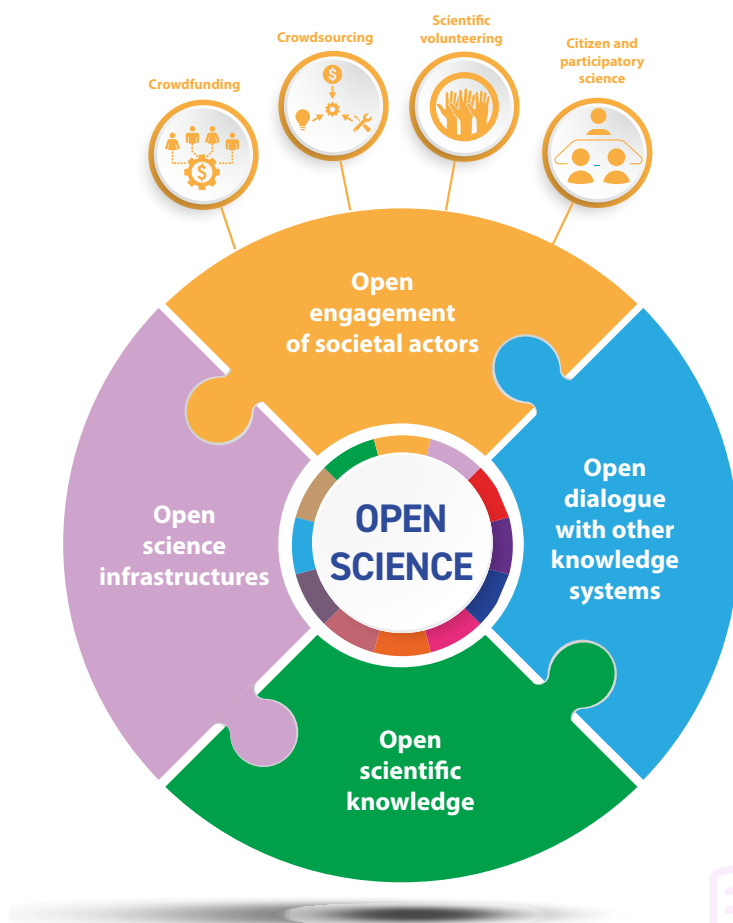 Scientific
volunteering
Crowdsourcing
Citizen and
participatory
science
Crowdfunding
$
$
Open
engagement
of societal actors
Open
dialogue
with other
knowledge
systems
Open
science
infrastructures
OPEN
SCIENCE
Open
scientific
knowledge